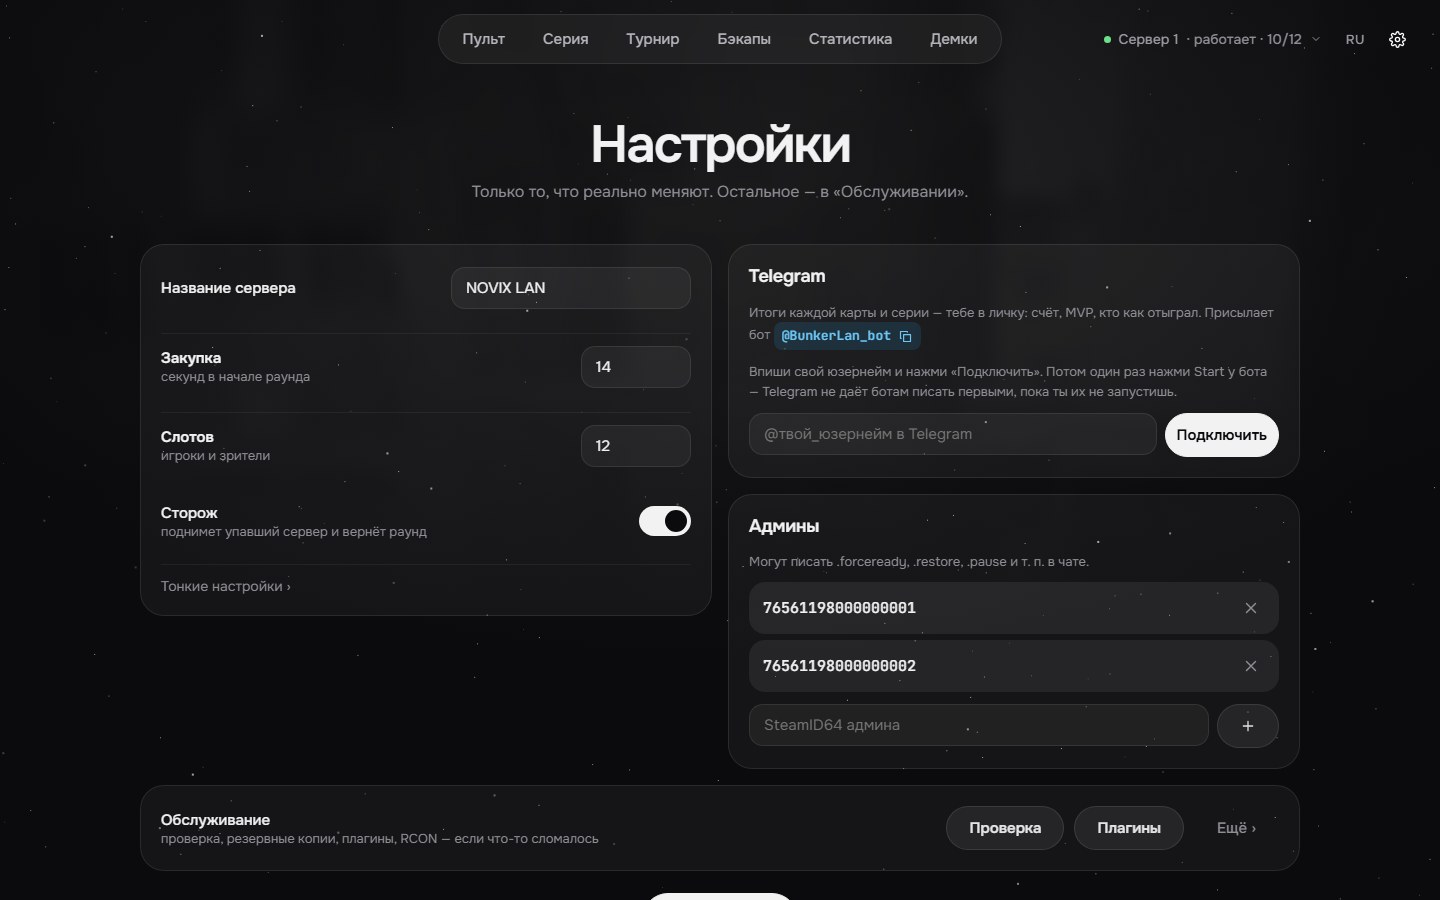 Пульт
Серия
Турнир
Бэкапы
Статистика
Демки
Сервер 1 · работает · 10/12
RU
Настройки
Только то, что реально меняют. Остальное — в «Обслуживании».
Название сервера
NOVIX LAN
Закупка
секунд в начале раунда
14
Слотов
игроки и зрители
12
Сторож
поднимет упавший сервер и вернёт раунд
Тонкие настройки ›
Telegram
Итоги каждой карты и серии — тебе в личку: счёт, MVP, кто как отыграл. Присылает
бот @BunkerLan_bot
Впиши свой юзернейм и нажми «Подключить». Потом один раз нажми Start у бота
— Telegram не даёт ботам писать первыми, пока ты их не запустишь.
@твой_юзернейм в Telegram
Подключить
Админы
Могут писать .forceready, .restore, .pause и т. п. в чате.
76561198000000001
76561198000000002
SteamID64 админа
+
Обслуживание
проверка, резервные копии, плагины, RCON — если что-то сломалось
Проверка
Плагины
Ещё ›